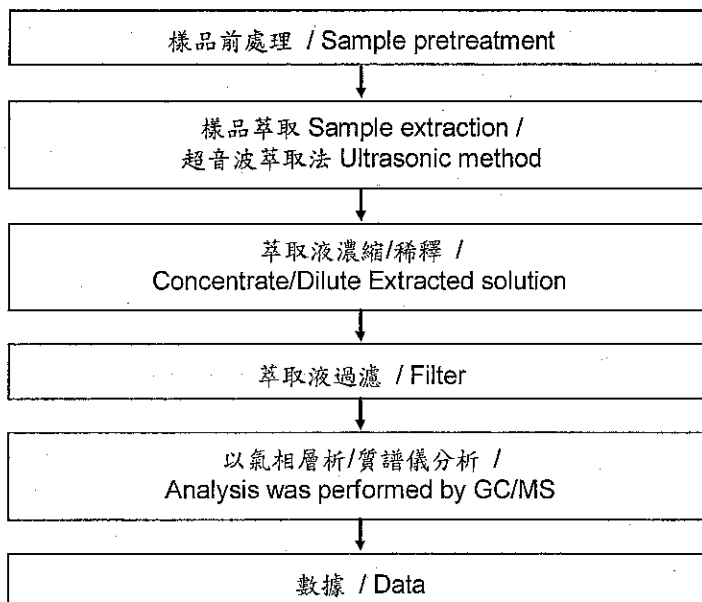 樣品前處理 / Sample pretreatment
樣品萃取 Sample extraction /
超音波萃取法 Ultrasonic method
萃取液濃縮/稀釋 /
Concentrate/Dilute Extracted solution
萃取液過濾 / Filter
以氣相層析/質譜儀分析 /
Analysis was performed by GC/MS
數據 / Data